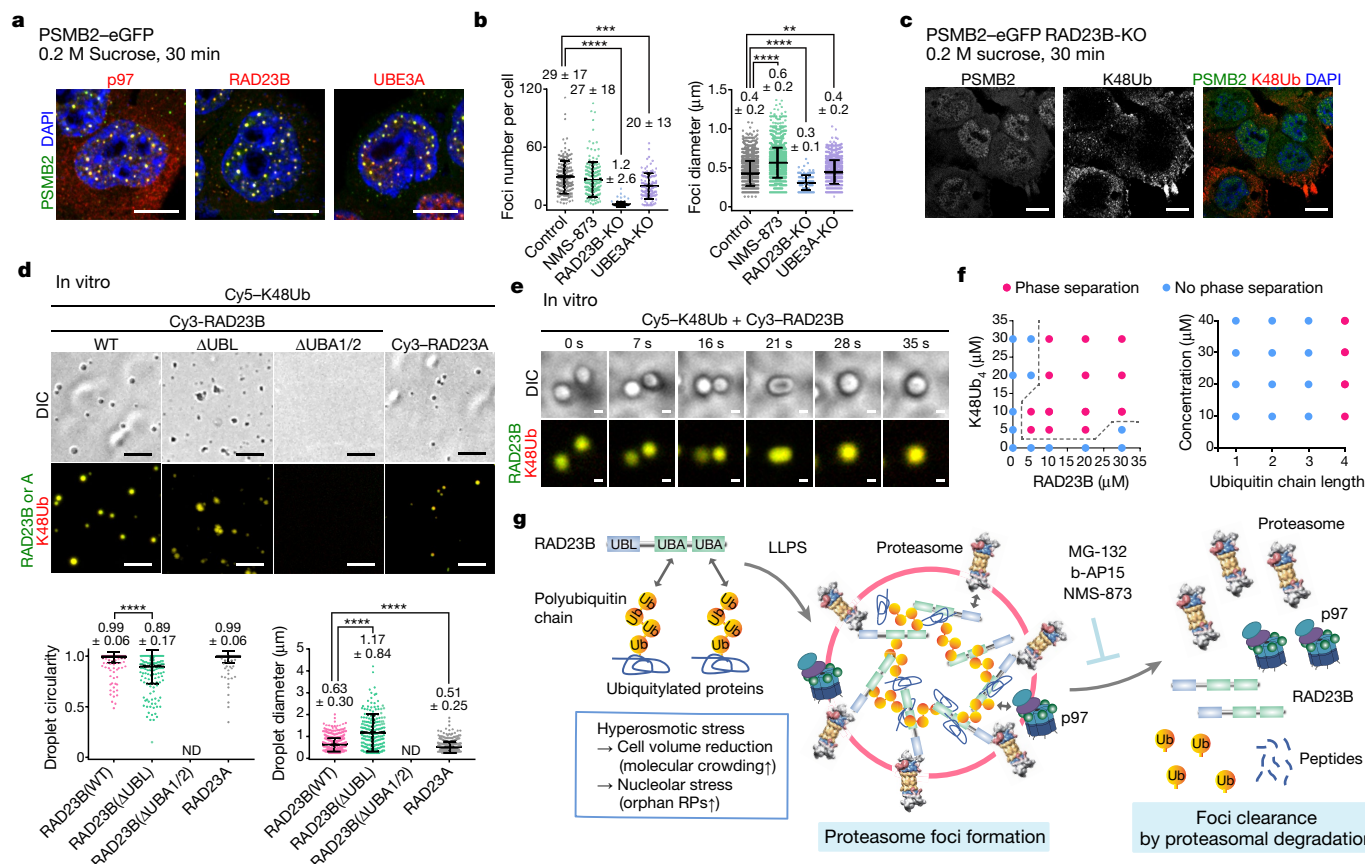 a
PSMB2–eGFP
0.2 M Sucrose, 30 min
p97
RAD23B
UBE3A
PSMB2 DAPI
b
Foci number per cell
120
60
0
29 ± 17
27 ± 18
1.2
± 2.6
20 ± 13
***
****
Control
NMS-873
RAD23B-KO
UBE3A-KO
Foci diameter (μm)
1.5
1.0
0.5
0
**
****
****
0.4
± 0.2
0.6
± 0.2
0.3
± 0.1
0.4
± 0.2
Control
NMS-873
RAD23B-KO
UBE3A-KO
c
PSMB2–eGFP RAD23B-KO
0.2 M sucrose, 30 min
PSMB2
K48Ub
PSMB2 K48Ub DAPI
d
In vitro
Cy5–K48Ub
Cy3-RAD23B
WT
ΔUBL
ΔUBA1/2
Cy3–RAD23A
DIC
RAD23B or A
K48Ub
Droplet circularity
1.0
0.5
0
****
0.99
± 0.06
0.89
± 0.17
ND
0.99
± 0.06
RAD23B(WT)
RAD23B(ΔUBL)
RAD23B(ΔUBA1/2)
RAD23A
Droplet diameter (μm)
5
4
3
2
1
0
****
****
0.63
± 0.30
1.17
± 0.84
ND
0.51
± 0.25
RAD23B(WT)
RAD23B(ΔUBL)
RAD23B(ΔUBA1/2)
RAD23A
e
In vitro
Cy5–K48Ub + Cy3–RAD23B
0 s
7 s
16 s
21 s
28 s
35 s
DIC
RAD23B
K48Ub
f
Phase separation
No phase separation
K48Ub4 (μM)
35
30
25
20
15
10
5
0
0 5 10 15 20 25 30 35
RAD23B (μM)
Concentration (μM)
40
30
20
10
0
1 2 3 4
Ubiquitin chain length
g
RAD23B
UBL
UBA
UBA
LLPS
Polyubiquitin
chain
Ub
Ub
Ub
Ub
Ub
Ub
Ub
Ub
Ubiquitylated proteins
Hyperosmotic stress
→ Cell volume reduction
(molecular crowding↑)
→ Nucleolar stress
(orphan RPs↑)
Proteasome
p97
Proteasome foci formation
MG-132
b-AP15
NMS-873
Proteasome
p97
RAD23B
Ub
Ub
Ub
Ub
Peptides
Foci clearance
by proteasomal degradation